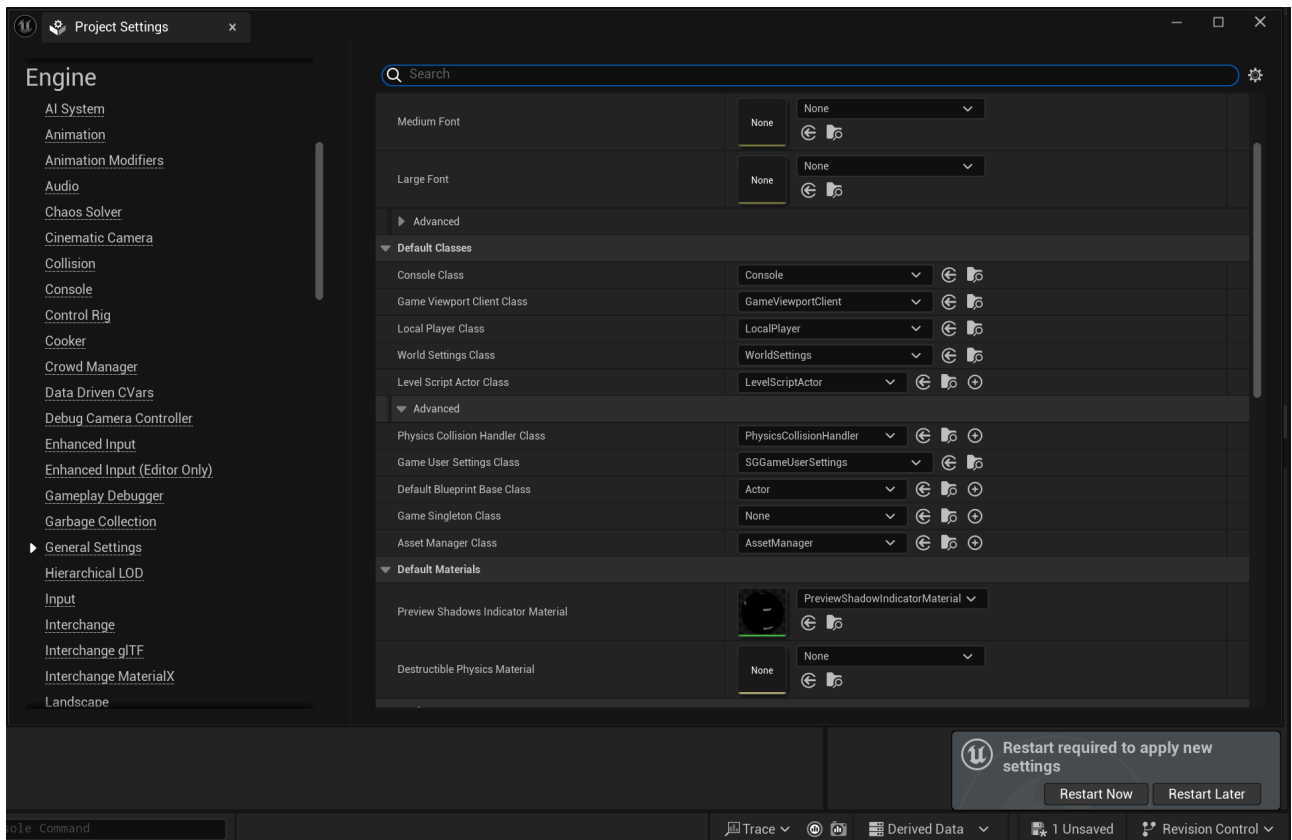 Project Settings
Engine
AI System
Animation
Animation Modifiers
Audio
Chaos Solver
Cinematic Camera
Collision
Console
Control Rig
Cooker
Crowd Manager
Data Driven CVars
Debug Camera Controller
Enhanced Input
Enhanced Input (Editor Only)
Gameplay Debugger
Garbage Collection
General Settings
Hierarchical LOD
Input
Interchange
Interchange glTF
Interchange MaterialX
Landscape
Search
Medium Font
None
None
Large Font
None
None
Advanced
Default Classes
Console Class Console
Game Viewport Client Class GameViewportClient
Local Player Class LocalPlayer
World Settings Class WorldSettings
Level Script Actor Class LevelScriptActor
Advanced
Physics Collision Handler Class PhysicsCollisionHandler
Game User Settings Class SGGameUserSettings
Default Blueprint Base Class Actor
Game Singleton Class None
Asset Manager Class AssetManager
Default Materials
Preview Shadows Indicator Material PreviewShadowIndicatorMaterial
Destructible Physics Material
None
None
Restart required to apply new
settings
Restart Now Restart Later
sole Command
Trace Derived Data 1 Unsaved Revision Control